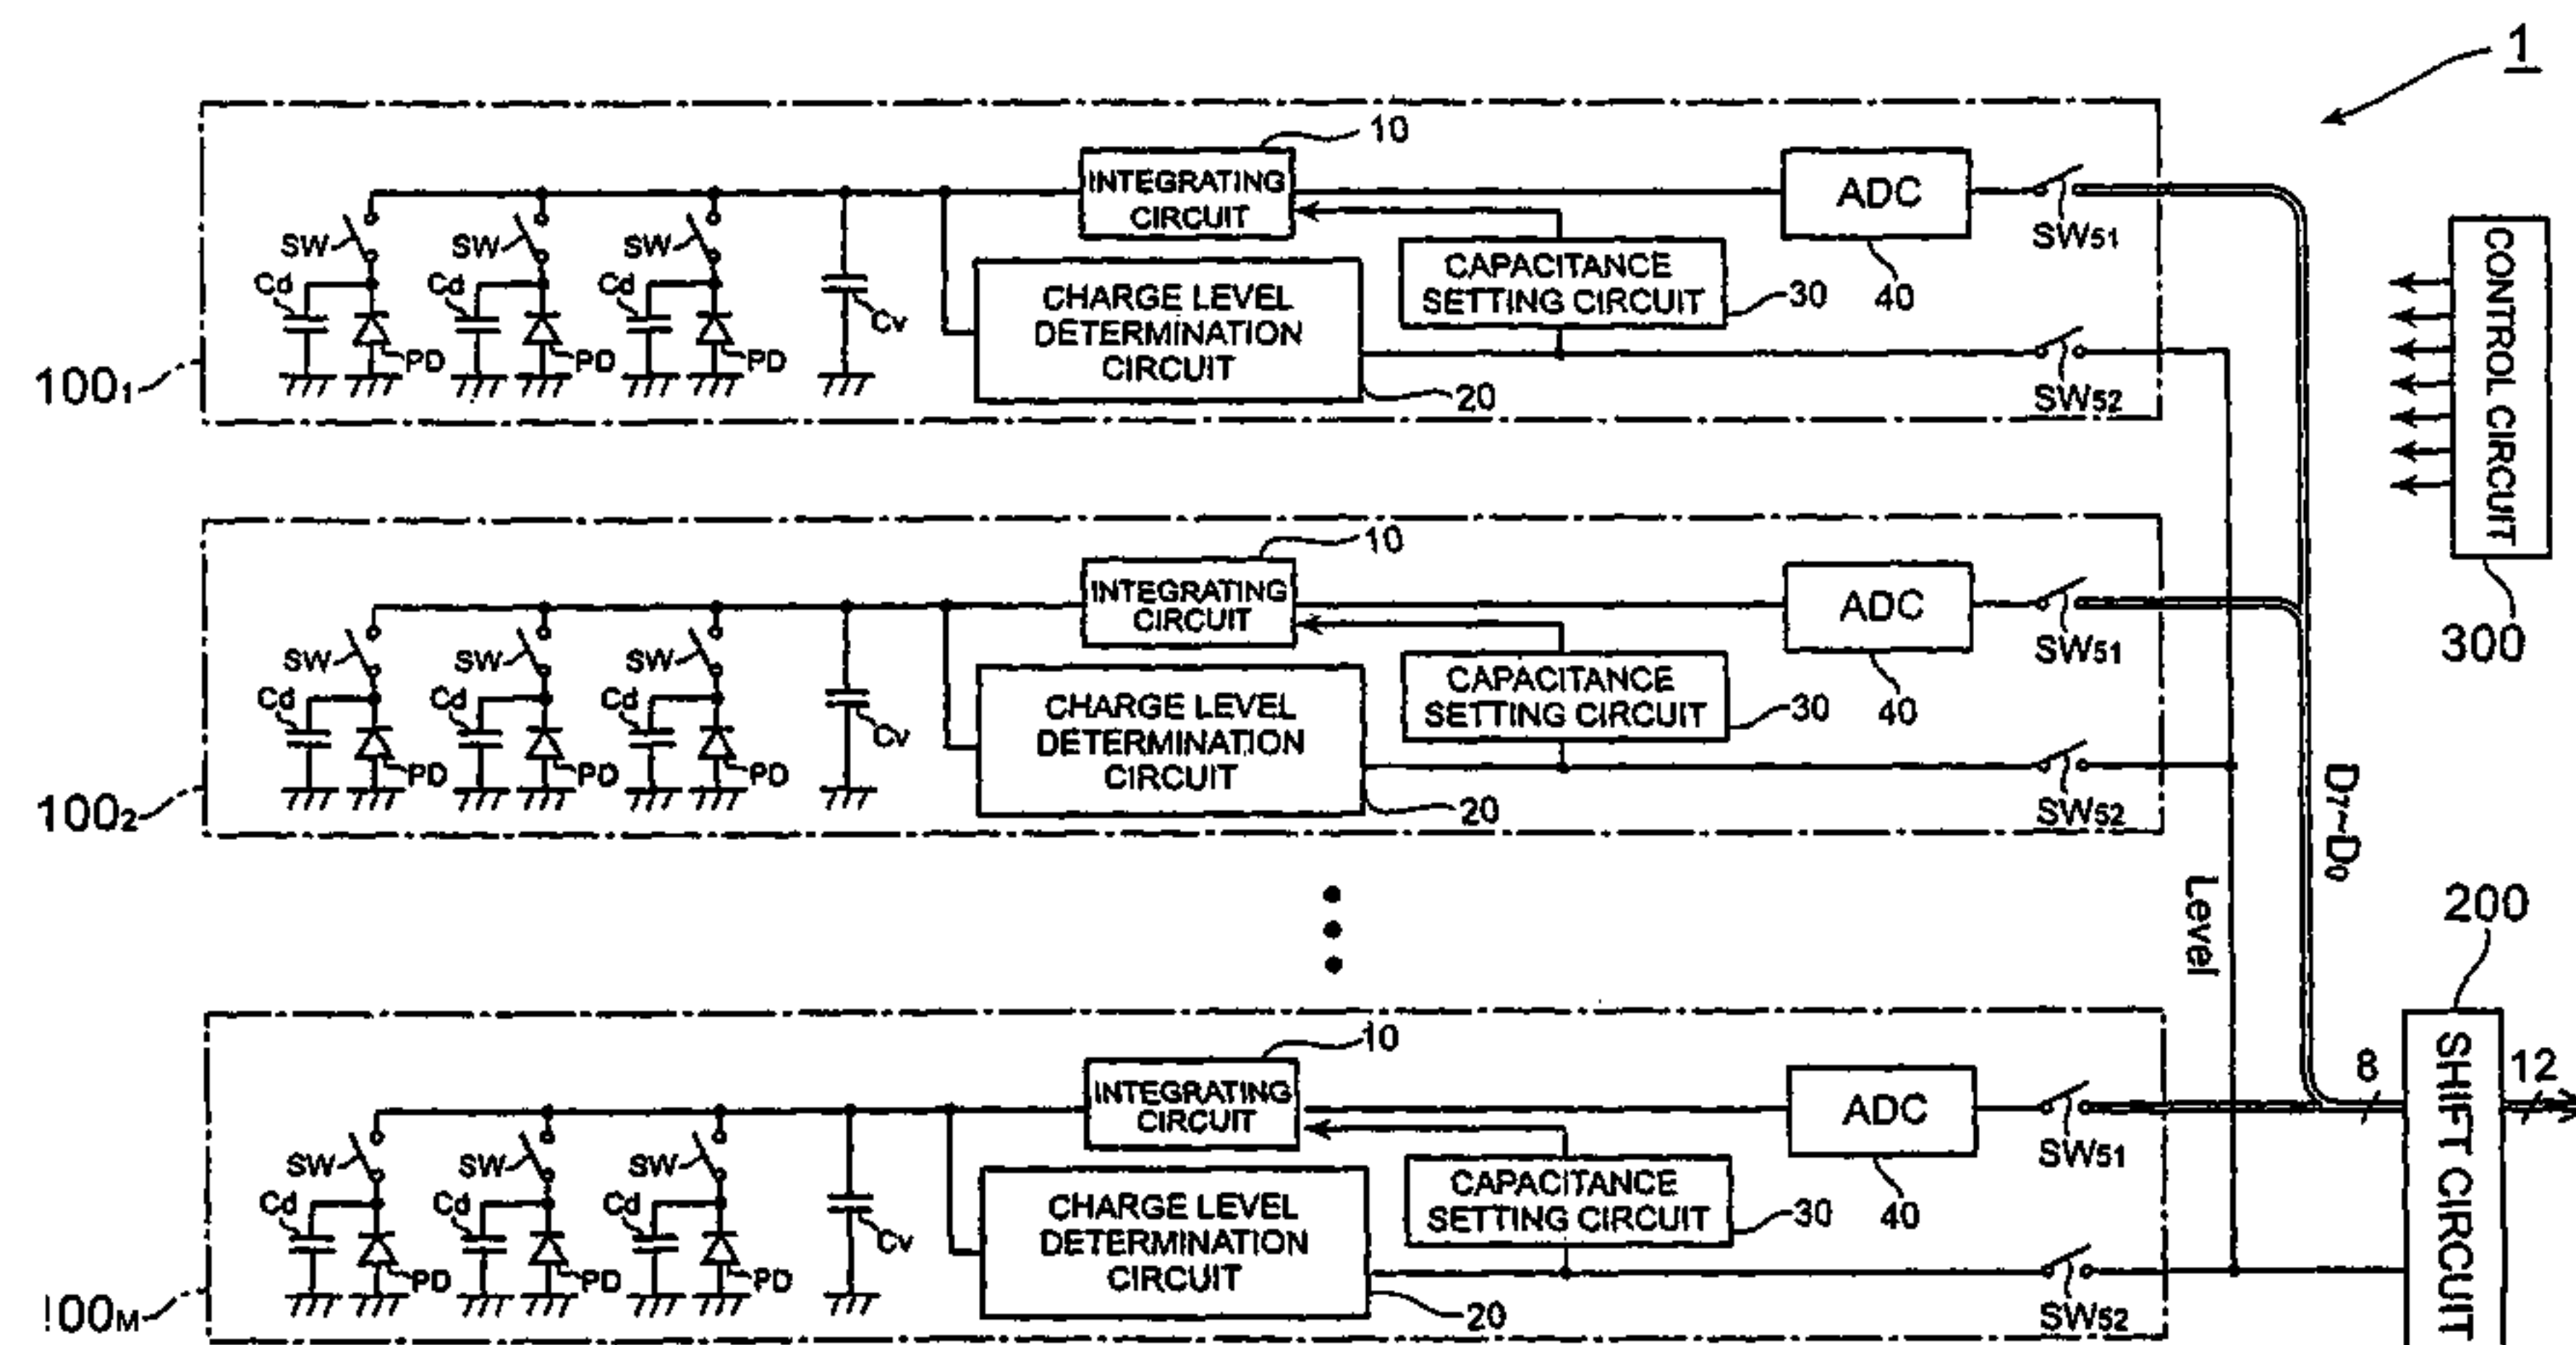 1
10
INTEGRATING
CIRCUIT
ADC
SW51
40
CAPACITANCE
SETTING CIRCUIT
30
CHARGE LEVEL
DETERMINATION
CIRCUIT
20
SW52
SW
SW
SW
Cd
Cd
Cd
PD
PD
PD
Cv
1001
CONTROL CIRCUIT
300
10
INTEGRATING
CIRCUIT
ADC
SW51
40
CAPACITANCE
SETTING CIRCUIT
30
CHARGE LEVEL
DETERMINATION
CIRCUIT
20
SW52
SW
SW
SW
Cd
Cd
Cd
PD
PD
PD
Cv
1002
D7~D0
Level
200
SHIFT CIRCUIT
8
12
10
INTEGRATING
CIRCUIT
ADC
SW51
40
CAPACITANCE
SETTING CIRCUIT
30
CHARGE LEVEL
DETERMINATION
CIRCUIT
20
SW52
SW
SW
SW
Cd
Cd
Cd
PD
PD
PD
Cv
100M